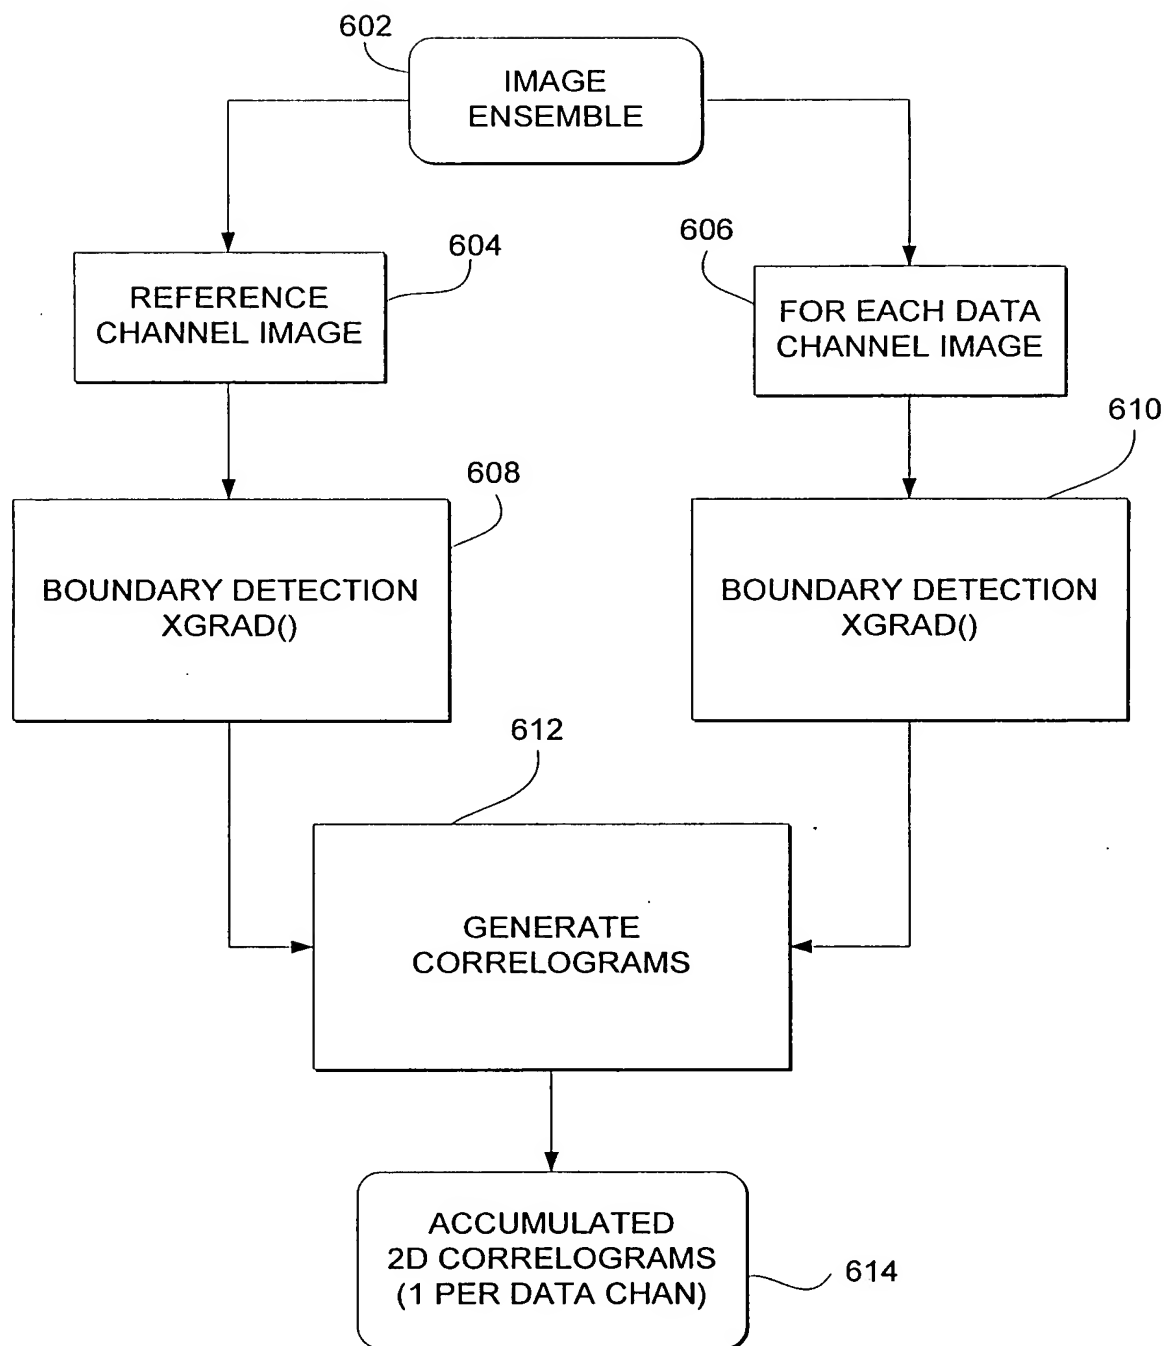 602
IMAGE
ENSEMBLE
604
REFERENCE
CHANNEL IMAGE
606
FOR EACH DATA
CHANNEL IMAGE
608
BOUNDARY DETECTION
XGRAD()
610
BOUNDARY DETECTION
XGRAD()
612
GENERATE
CORRELOGRAMS
ACCUMULATED
2D CORRELOGRAMS
(1 PER DATA CHAN)
614